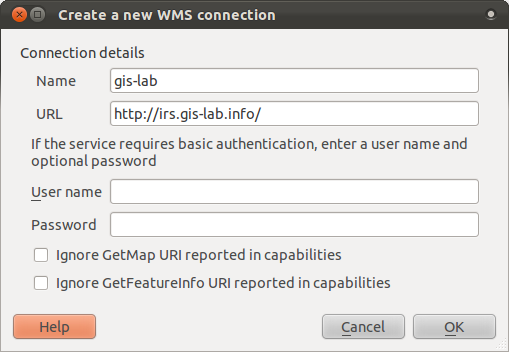 Create a new WMS connection
Connection details
Name gis-lab
URL http://irs.gis-lab.info/
If the service requires basic authentication, enter a user name and
optional password
User name
Password
Ignore GetMap URI reported in capabilities
Ignore GetFeatureInfo URI reported in capabilities
Help Cancel OK